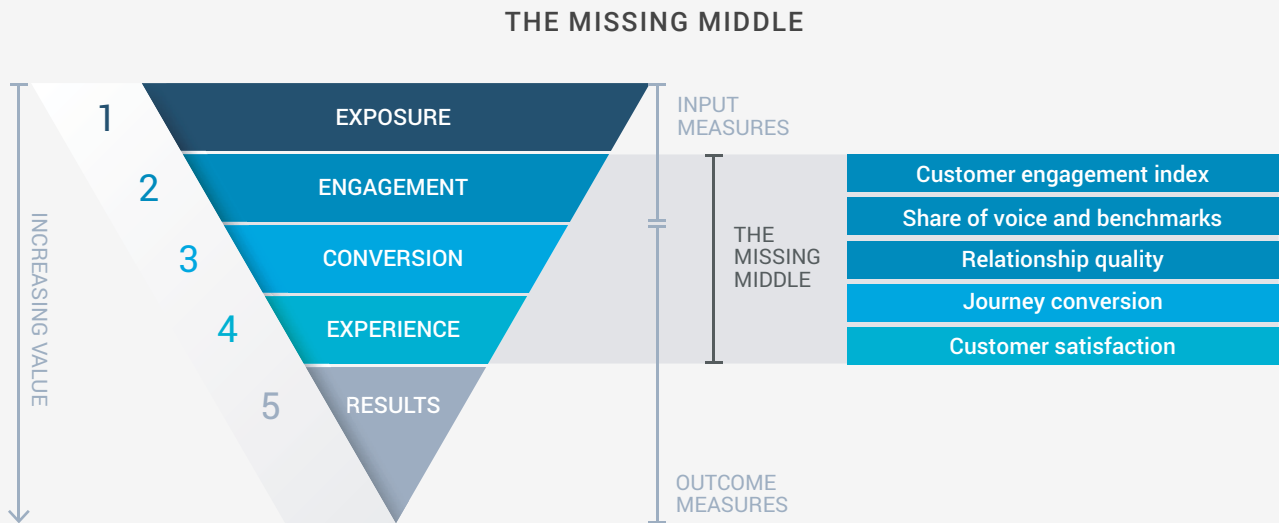 THE MISSING MIDDLE
INCREASING VALUE
1
EXPOSURE
2
ENGAGEMENT
3
CONVERSION
4
EXPERIENCE
5
RESULTS
INPUT
MEASURES
THE
MISSING
MIDDLE
OUTCOME
MEASURES
Customer engagement index
Share of voice and benchmarks
Relationship quality
Journey conversion
Customer satisfaction